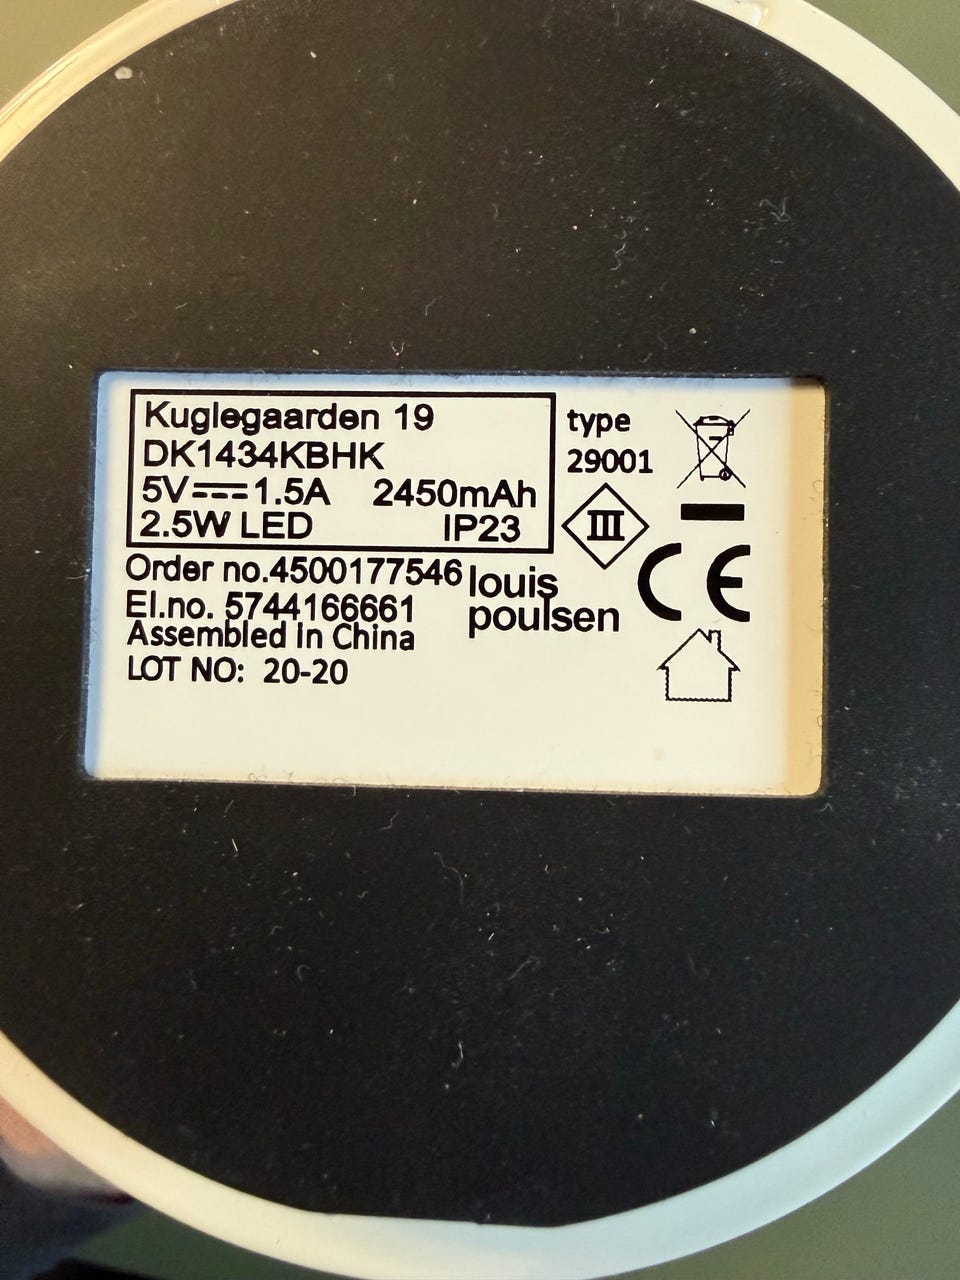 Kuglegaarden 19
DK1434KBHK
5V⎓1.5A 2450mAh
2.5W LED IP23
type
29001
III
CE
Order no.4500177546
El.no. 5744166661
Assembled in China
LOT NO: 20-20
louis
poulsen